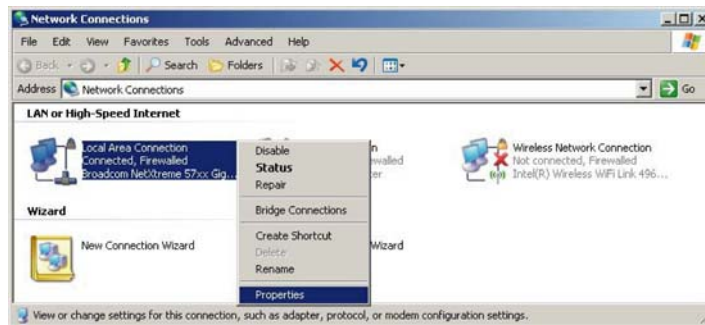 Network Connections
File Edit View Favorites Tools Advanced Help
Back Search Folders
Address Network Connections Go
LAN or High-Speed Internet
Local Area Connection
Connected, Firewalled
Broadcom NetXtreme 57xx Gig...
Disable
Status
Repair
Bridge Connections
Create Shortcut
Delete
Rename
Properties
n
ewalled
ter
Wireless Network Connection
Not connected, Firewalled
Intel(R) Wireless WiFi Link 496...
Wizard
New Connection Wizard
Wizard
View or change settings for this connection, such as adapter, protocol, or modem configuration settings.